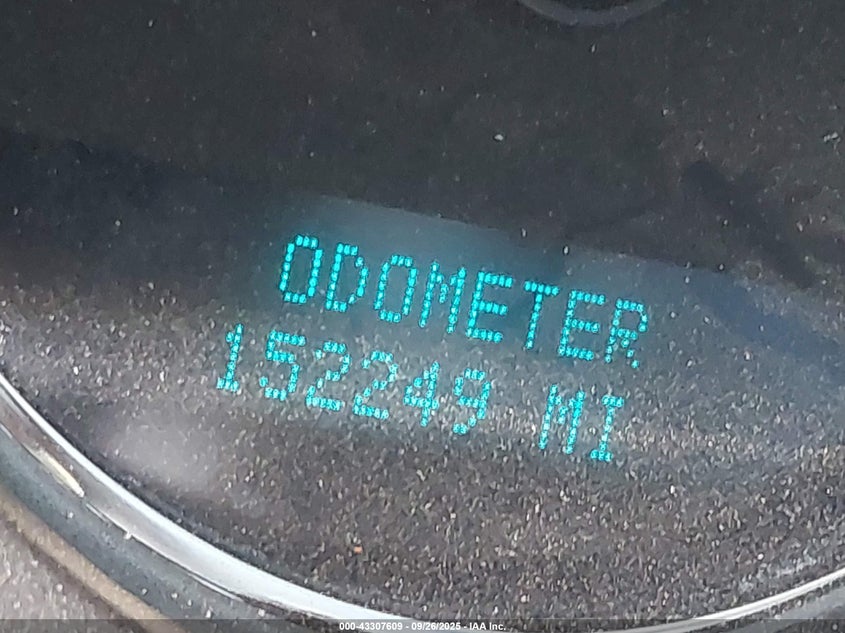 ODOMETER
152249 MI
000-43307609 - 09/26/2025 - IAA Inc.